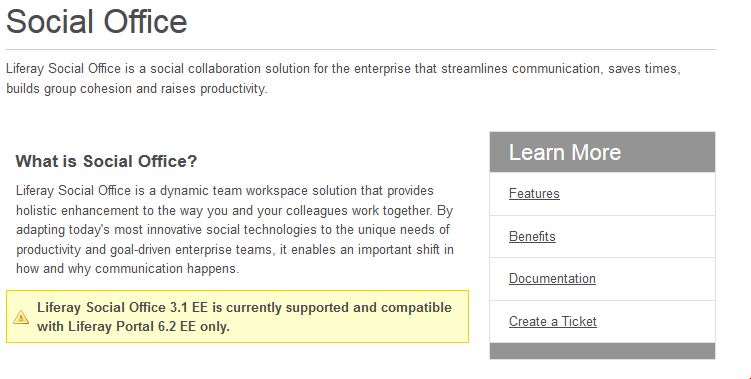 Social Office
Liferay Social Office is a social collaboration solution for the enterprise that streamlines communication, saves times,
builds group cohesion and raises productivity.
What is Social Office?
Liferay Social Office is a dynamic team workspace solution that provides
holistic enhancement to the way you and your colleagues work together. By
adapting today's most innovative social technologies to the unique needs of
productivity and goal-driven enterprise teams, it enables an important shift in
how and why communication happens.
Liferay Social Office 3.1 EE is currently supported and compatible
with Liferay Portal 6.2 EE only.
Learn More
Features
Benefits
Documentation
Create a Ticket